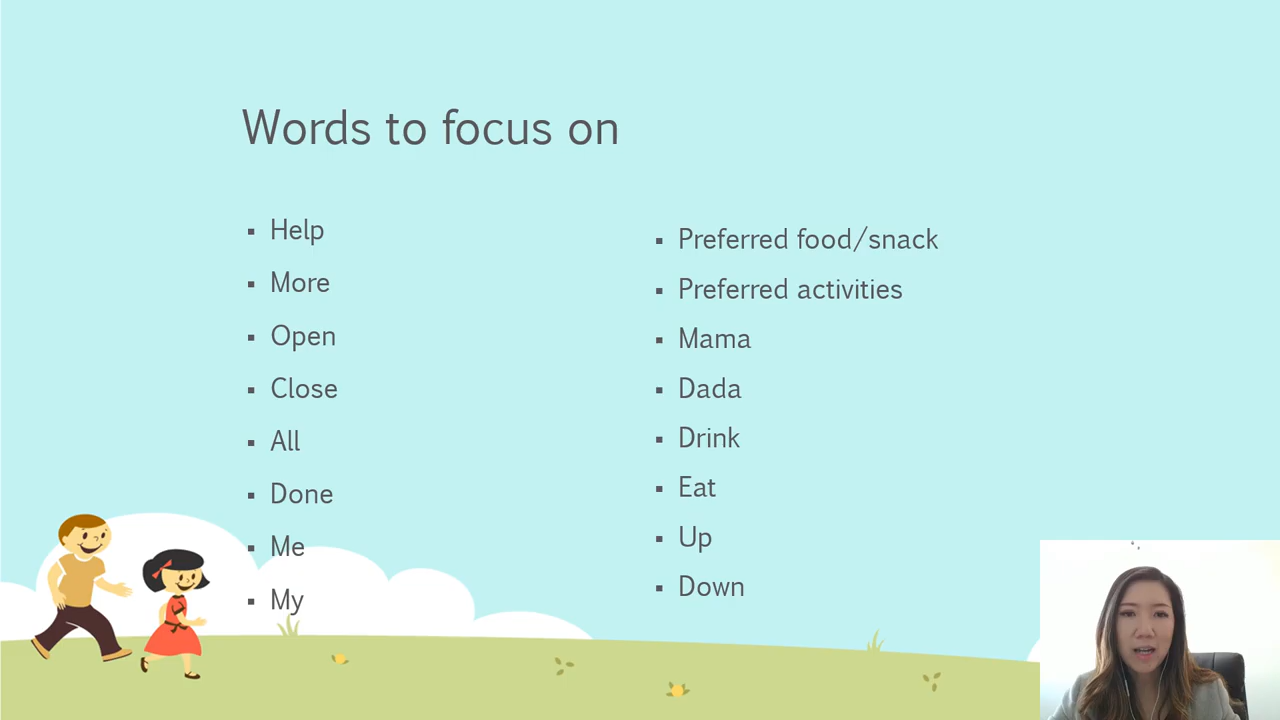 Words to focus on
Help
More
Open
Close
All
Done
Me
My
Preferred food/snack
Preferred activities
Mama
Dada
Drink
Eat
Up
Down